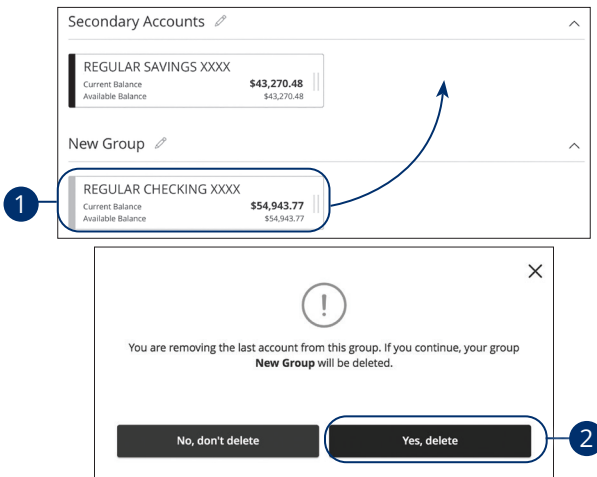 Secondary Accounts
REGULAR SAVINGS XXXX
Current Balance $43,270.48
Available Balance $43,270.48
New Group
1
REGULAR CHECKING XXXX
Current Balance $54,943.77
Available Balance $54,943.77
!
You are removing the last account from this group. If you continue, your group
New Group will be deleted.
No, don't delete Yes, delete
2